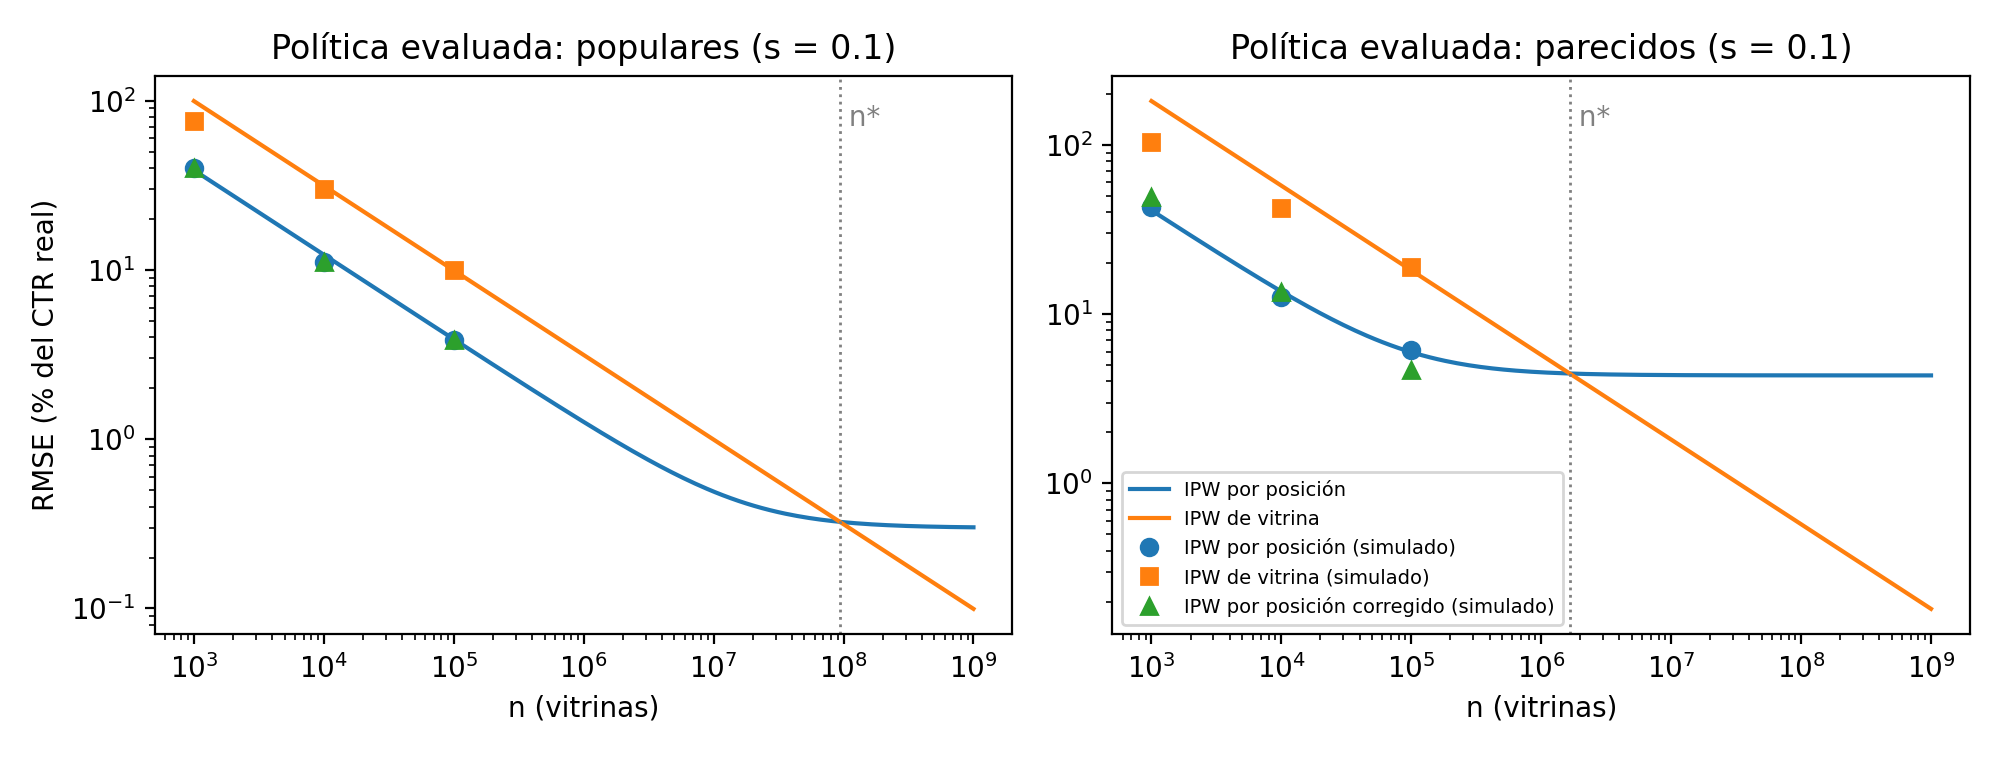 Política evaluada: populares (s = 0.1)
RMSE (% del CTR real)
10²
10¹
10⁰
10⁻¹
n*
10³ 10⁴ 10⁵ 10⁶ 10⁷ 10⁸ 10⁹
n (vitrinas)
Política evaluada: parecidos (s = 0.1)
10²
10¹
10⁰
n*
IPW por posición
IPW de vitrina
IPW por posición (simulado)
IPW de vitrina (simulado)
IPW por posición corregido (simulado)
10³ 10⁴ 10⁵ 10⁶ 10⁷ 10⁸ 10⁹
n (vitrinas)